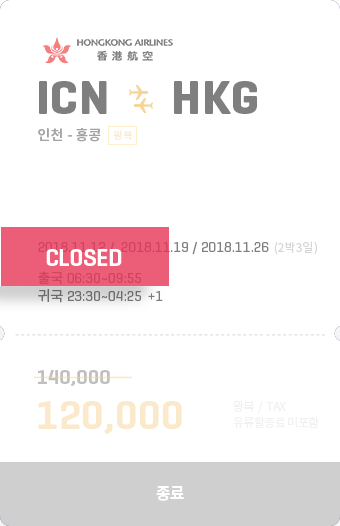 HONGKONG AIRLINES
香港航空
ICN HKG
인천 - 홍콩 왕복
2018.11.12 / 2018.11.19 / 2018.11.26 (2박3일)
CLOSED
출국 06:30~09:55
귀국 23:30~04:25 +1
140,000
120,000
왕복 / TAX
유류할증료 미포함
종료